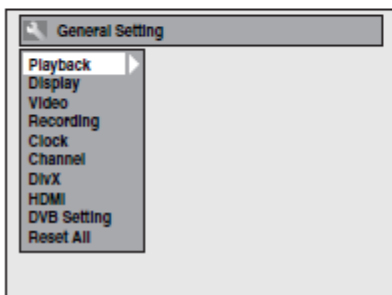 General Setting
Playback
Display
Video
Recording
Clock
Channel
DivX
HDMI
DVB Setting
Reset All